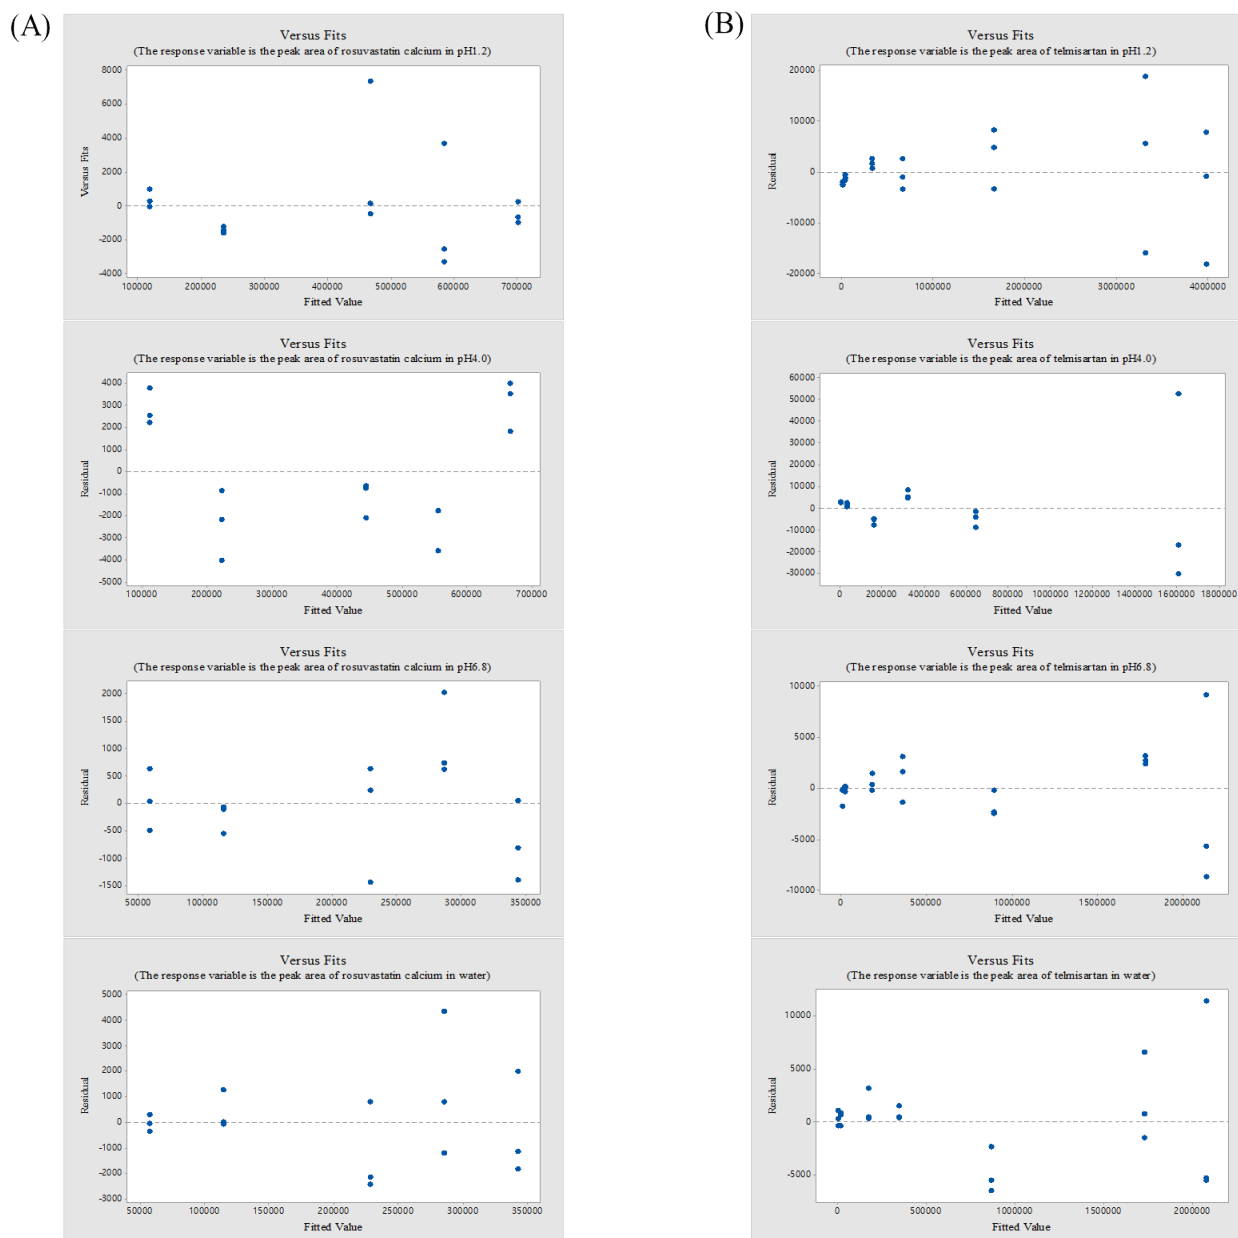 (A)
Versus Fits
(The response variable is the peak area of rosuvastatin calcium in pH1.2)
8000
6000
4000
2000
0
-2000
-4000
Versus Fits
100000 200000 300000 400000 500000 600000 700000
Fitted Value
Versus Fits
(The response variable is the peak area of rosuvastatin calcium in pH4.0)
4000
3000
2000
1000
0
-1000
-2000
-3000
-4000
-5000
Residual
100000 200000 300000 400000 500000 600000 700000
Fitted Value
Versus Fits
(The response variable is the peak area of rosuvastatin calcium in pH6.8)
2000
1500
1000
500
0
-500
-1000
-1500
Residual
50000 100000 150000 200000 250000 300000 350000
Fitted Value
Versus Fits
(The response variable is the peak area of rosuvastatin calcium in water)
5000
4000
3000
2000
1000
0
-1000
-2000
-3000
Residual
50000 100000 150000 200000 250000 300000 350000
Fitted Value
(B)
Versus Fits
(The response variable is the peak area of telmisartan in pH1.2)
20000
10000
0
-10000
-20000
Residual
0 1000000 2000000 3000000 4000000
Fitted Value
Versus Fits
(The response variable is the peak area of telmisartan in pH4.0)
60000
50000
40000
30000
20000
10000
0
-10000
-20000
-30000
Residual
0 200000 400000 600000 800000 1000000 1200000 1400000 1600000 1800000
Fitted Value
Versus Fits
(The response variable is the peak area of telmisartan in pH6.8)
10000
5000
0
-5000
-10000
Residual
0 500000 1000000 1500000 2000000
Fitted Value
Versus Fits
(The response variable is the peak area of telmisartan in water)
10000
5000
0
-5000
Residual
0 500000 1000000 1500000 2000000
Fitted Value